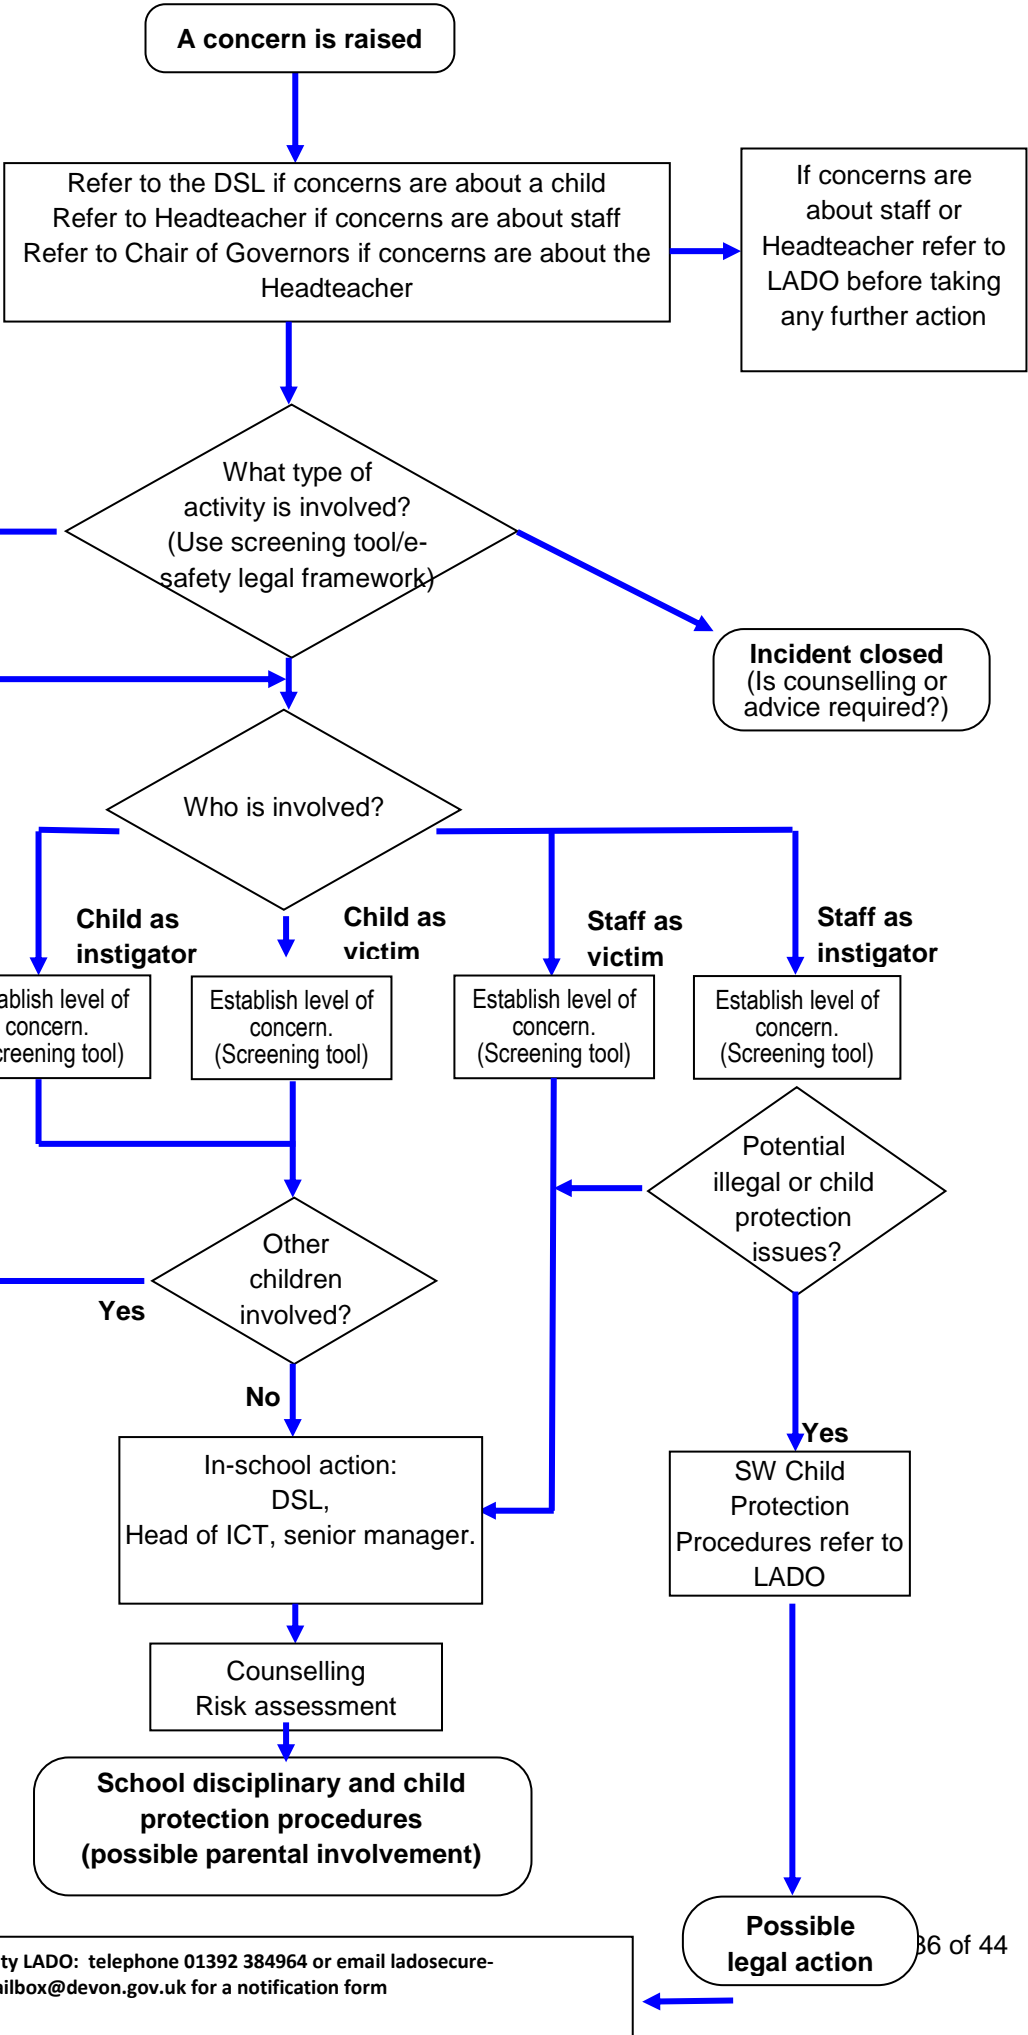 A concern is raised
Refer to the DSL if concerns are about a child
Refer to Headteacher if concerns are about staff
Refer to Chair of Governors if concerns are about the
Headteacher
If concerns are
about staff or
Headteacher refer to
LADO before taking
any further action
What type of
activity is involved?
(Use screening tool/e-
safety legal framework)
Incident closed
(Is counselling or
advice required?)
Who is involved?
Child as
instigator
Child as
victim
Staff as
victim
Staff as
instigator
ablish level of
concern.
creening tool)
Establish level of
concern.
(Screening tool)
Establish level of
concern.
(Screening tool)
Establish level of
concern.
(Screening tool)
Potential
illegal or child
protection
issues?
Other
children
involved?
Yes
No
Yes
In-school action:
DSL,
Head of ICT, senior manager.
SW Child
Protection
Procedures refer to
LADO
Counselling
Risk assessment
School disciplinary and child
protection procedures
(possible parental involvement)
Possible
legal action
36 of 44
ty LADO: telephone 01392 384964 or email ladosecure-
ailbox@devon.gov.uk for a notification form